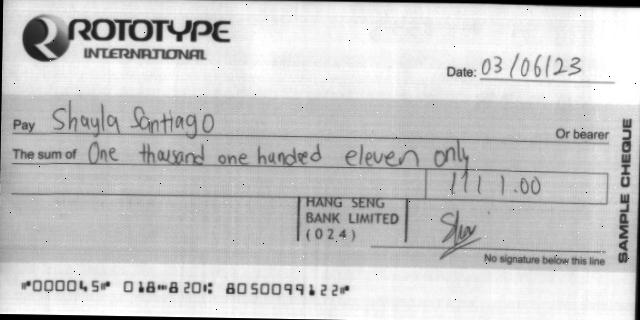 ROTOTYPE
INTERNATIONAL
Date: 03/06/23
Pay Shayla Santiago Or bearer
The sum of One thousand one hundred eleven only
1111.00
HANG SENG
BANK LIMITED
(024)
No signature below this line
SAMPLE CHEQUE
⑈000045⑈ 018⑉820⑆ 8050099122⑈